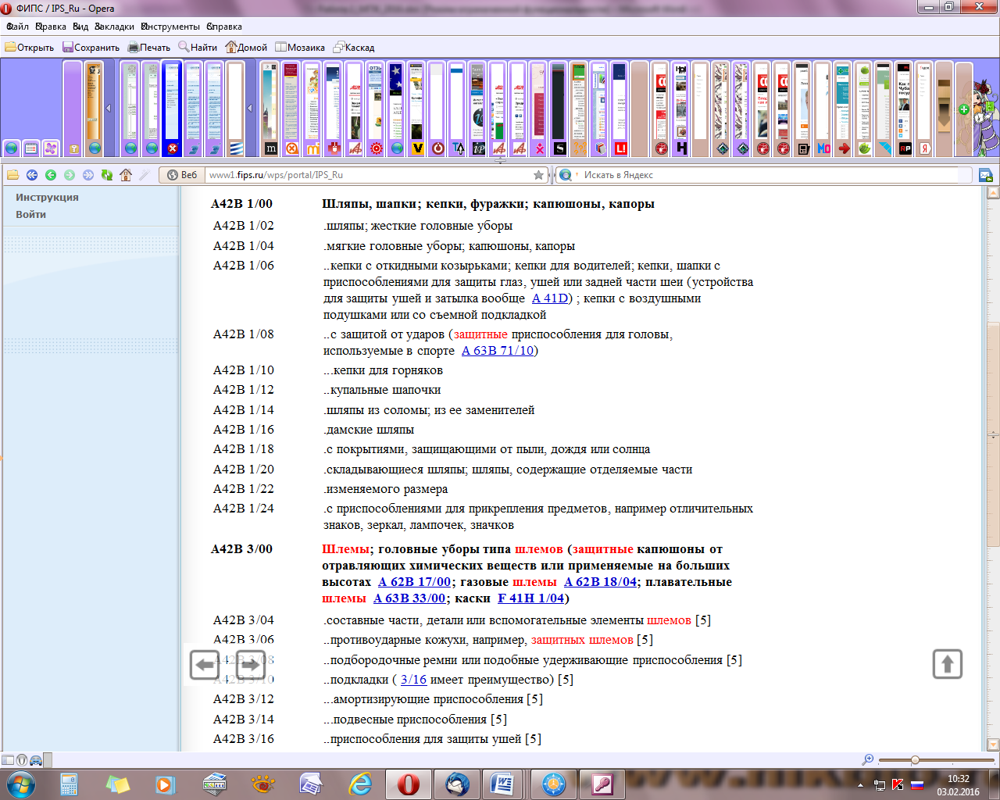 ФИПС / IPS_Ru - Opera
Файл Правка Вид Закладки Инструменты Справка
Открыть Сохранить Печать Найти Домой Мозаика Каскад
Веб www1.fips.ru/wps/portal/IPS_Ru Искать в Яндекс
Инструкция
Войти
A42B 1/00 Шляпы, шапки; кепки, фуражки; капюшоны, капоры
A42B 1/02 .шляпы; жесткие головные уборы
A42B 1/04 .мягкие головные уборы; капюшоны, капоры
A42B 1/06 ..кепки с откидными козырьками; кепки для водителей; кепки, шапки с
приспособлениями для защиты глаз, ушей или задней части шеи (устройства
для защиты ушей и затылка вообще A 41D) ; кепки с воздушными
подушками или со съемной подкладкой
A42B 1/08 ..с защитой от ударов (защитные приспособления для головы,
используемые в спорте A 63B 71/10)
A42B 1/10 ...кепки для горняков
A42B 1/12 ..купальные шапочки
A42B 1/14 .шляпы из соломы; из ее заменителей
A42B 1/16 .дамские шляпы
A42B 1/18 .с покрытиями, защищающими от пыли, дождя или солнца
A42B 1/20 .складывающиеся шляпы; шляпы, содержащие отделяемые части
A42B 1/22 .изменяемого размера
A42B 1/24 .с приспособлениями для прикрепления предметов, например отличительных
знаков, зеркал, лампочек, значков
A42B 3/00 Шлемы; головные уборы типа шлемов (защитные капюшоны от
отравляющих химических веществ или применяемые на больших
высотах A 62B 17/00; газовые шлемы A 62B 18/04; плавательные
шлемы A 63B 33/00; каски F 41H 1/04)
A42B 3/04 .составные части, детали или вспомогательные элементы шлемов [5]
A42B 3/06 ..противоударные кожухи, например, защитных шлемов [5]
A42B 3/08 ..подбородочные ремни или подобные удерживающие приспособления [5]
A42B 3/10 ..подкладки ( 3/16 имеет преимущество) [5]
A42B 3/12 ...амортизирующие приспособления [5]
A42B 3/14 ...подвесные приспособления [5]
A42B 3/16 ..приспособления для защиты ушей [5]
10:32
03.02.2016